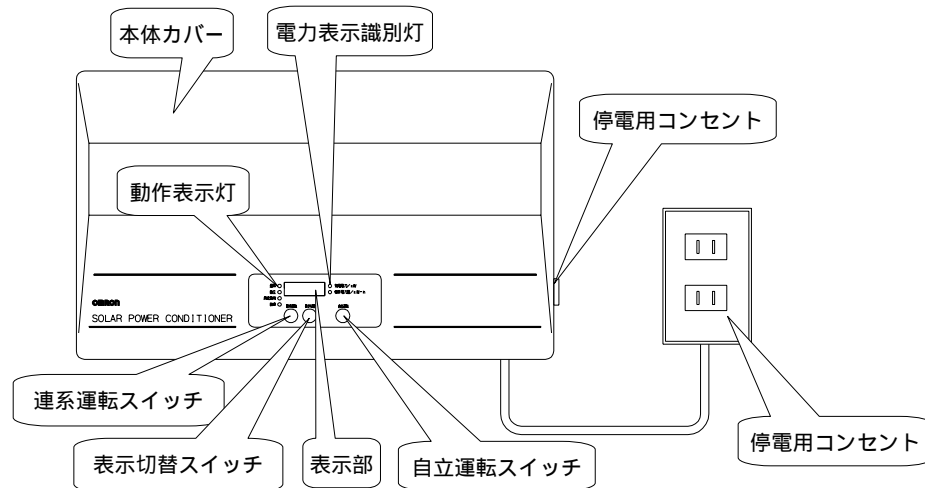 本体カバー
電力表示識別灯
停電用コンセント
動作表示灯
omron
SOLAR POWER CONDITIONER
連系運転スイッチ
表示切替スイッチ
表示部
自立運転スイッチ
停電用コンセント